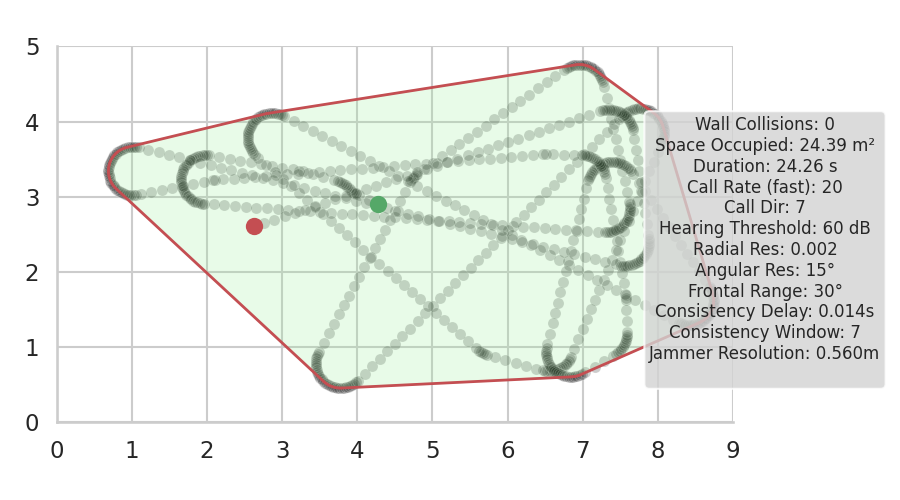 5
4
3
2
1
0
0 1 2 3 4 5 6 7 8 9
Wall Collisions: 0
Space Occupied: 24.39 m²
Duration: 24.26 s
Call Rate (fast): 20
Call Dir: 7
Hearing Threshold: 60 dB
Radial Res: 0.002
Angular Res: 15°
Frontal Range: 30°
Consistency Delay: 0.014s
Consistency Window: 7
Jammer Resolution: 0.560m